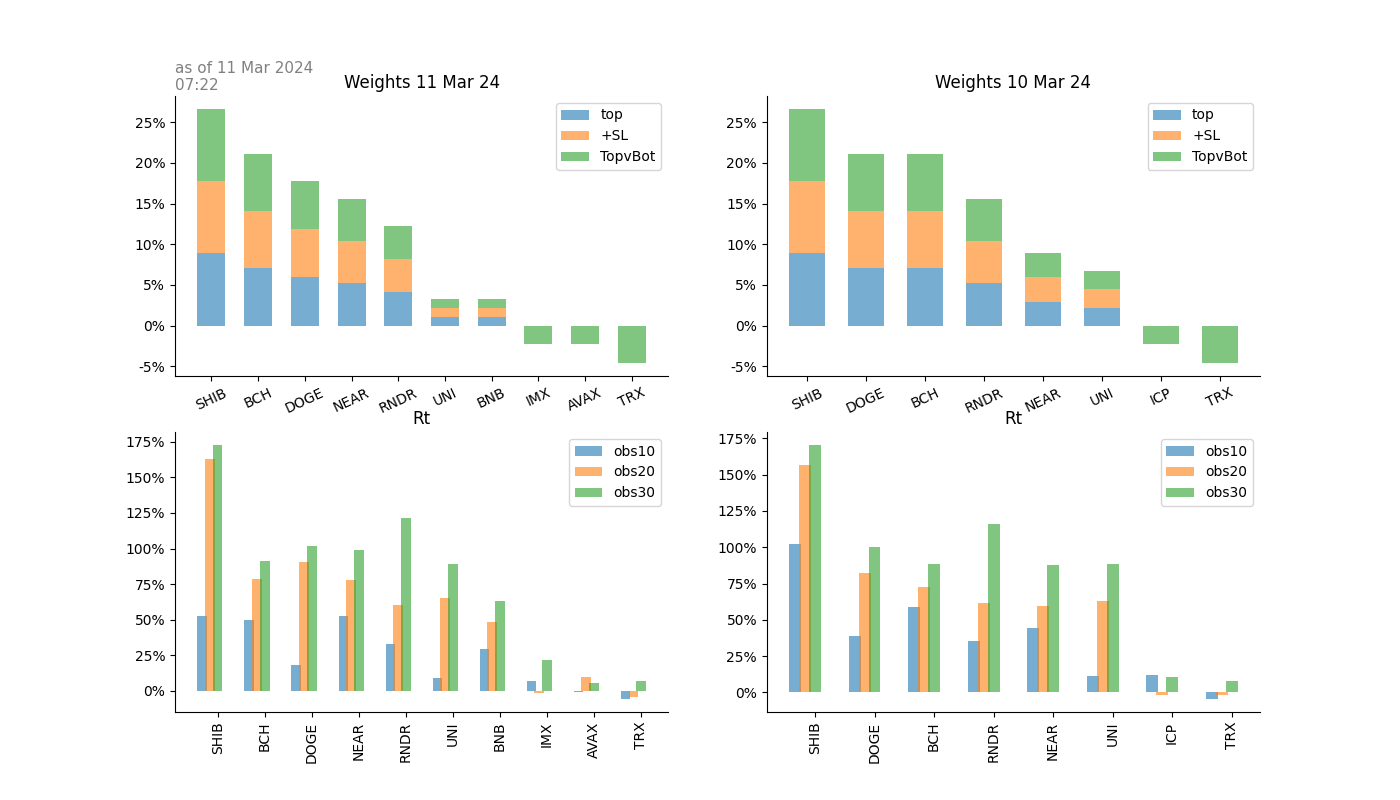 as of 11 Mar 2024
07:22
Weights 11 Mar 24
25%
20%
15%
10%
5%
0%
-5%
top
+SL
TopvBot
SHIB
BCH
DOGE
NEAR
RNDR
UNI
BNB
IMX
AVAX
TRX
Weights 10 Mar 24
25%
20%
15%
10%
5%
0%
-5%
top
+SL
TopvBot
SHIB
DOGE
BCH
RNDR
NEAR
UNI
ICP
TRX
Rt
175%
150%
125%
100%
75%
50%
25%
0%
obs10
obs20
obs30
SHIB
BCH
DOGE
NEAR
RNDR
UNI
BNB
IMX
AVAX
TRX
Rt
175%
150%
125%
100%
75%
50%
25%
0%
obs10
obs20
obs30
SHIB
DOGE
BCH
RNDR
NEAR
UNI
ICP
TRX